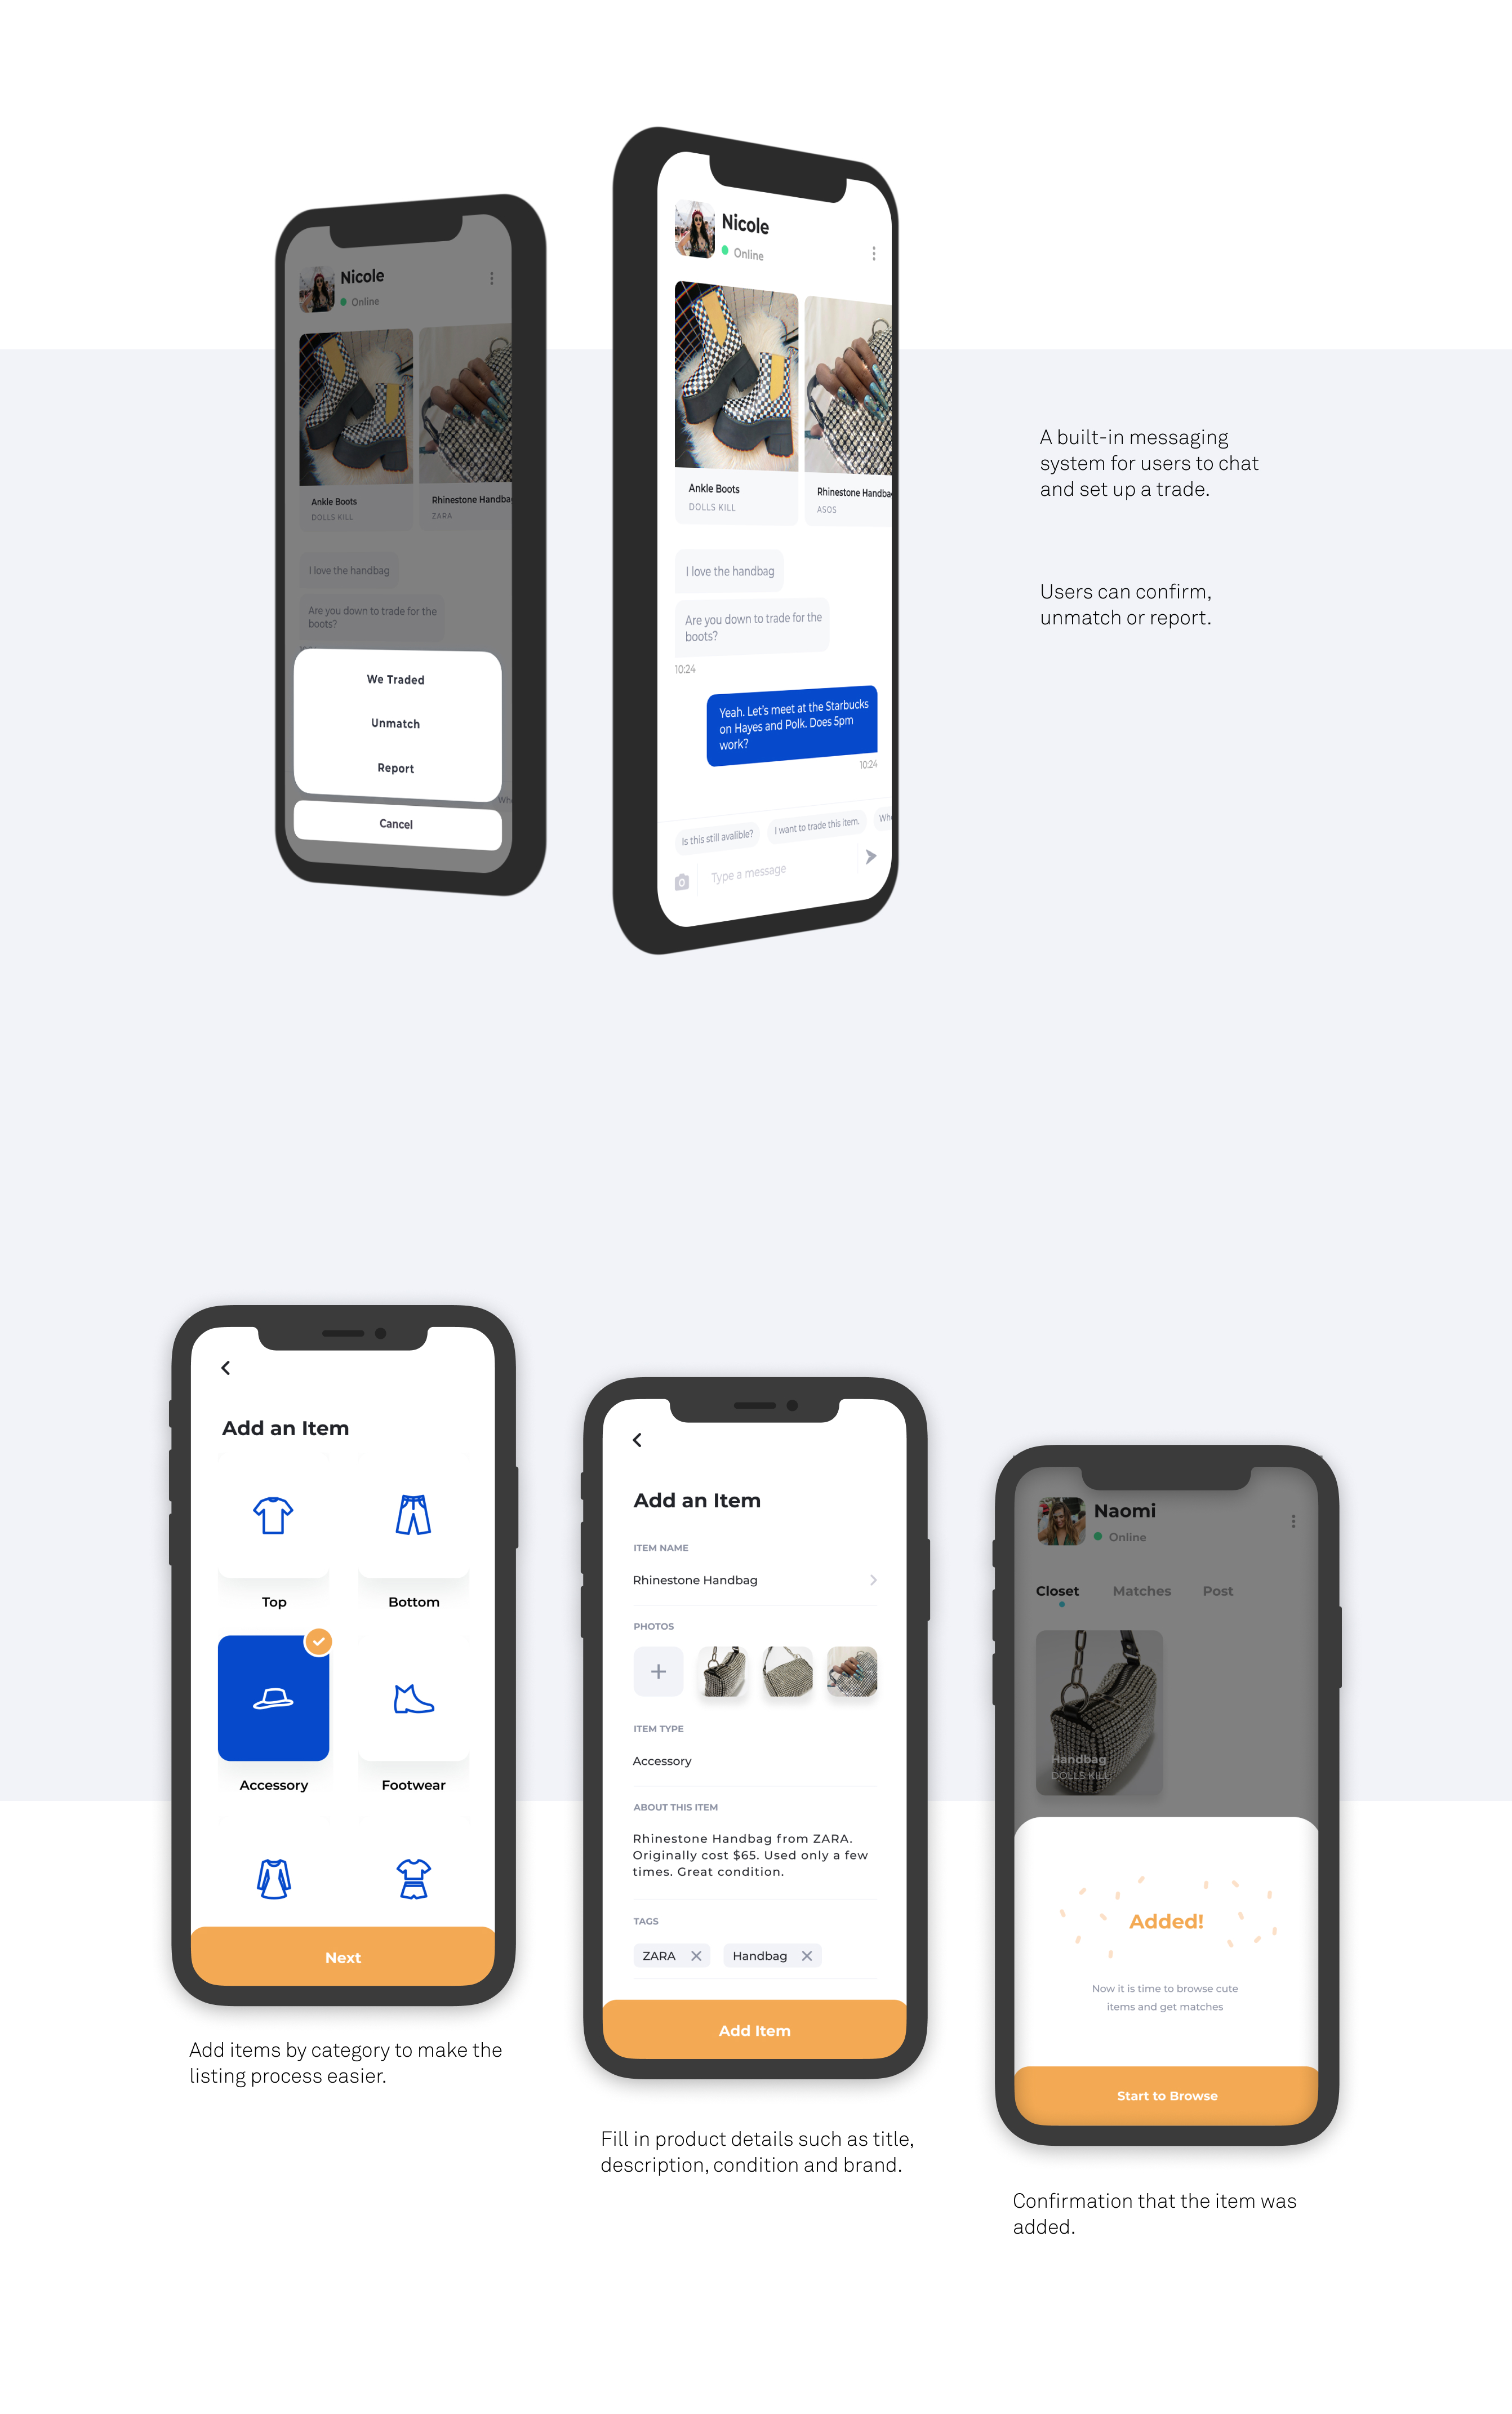 Nicole
Online
Ankle Boots
DOLLS KILL
Rhinestone Handba
ZARA
I love the handbag
Are you down to trade for the
boots?
We Traded
Unmatch
Report
Who
Cancel
Nicole
Online
Ankle Boots
DOLLS KILL
Rhinestone Handba
ASOS
I love the handbag
Are you down to trade for the
boots?
10:24
Yeah. Let's meet at the Starbucks
on Hayes and Polk. Does 5pm
work?
10:24
Is this still avalible?
I want to trade this item.
Whe
Type a message
A built-in messaging
system for users to chat
and set up a trade.
Users can confirm,
unmatch or report.
Add an Item
Top
Bottom
Accessory
Footwear
Next
Add items by category to make the
listing process easier.
Add an Item
ITEM NAME
Rhinestone Handbag
PHOTOS
ITEM TYPE
Accessory
ABOUT THIS ITEM
Rhinestone Handbag from ZARA.
Originally cost $65. Used only a few
times. Great condition.
TAGS
ZARA
Handbag
Add Item
Fill in product details such as title,
description, condition and brand.
Naomi
Online
Closet
Matches
Post
Handbag
DOLLS KILL
Added!
Now it is time to browse cute
items and get matches
Start to Browse
Confirmation that the item was
added.